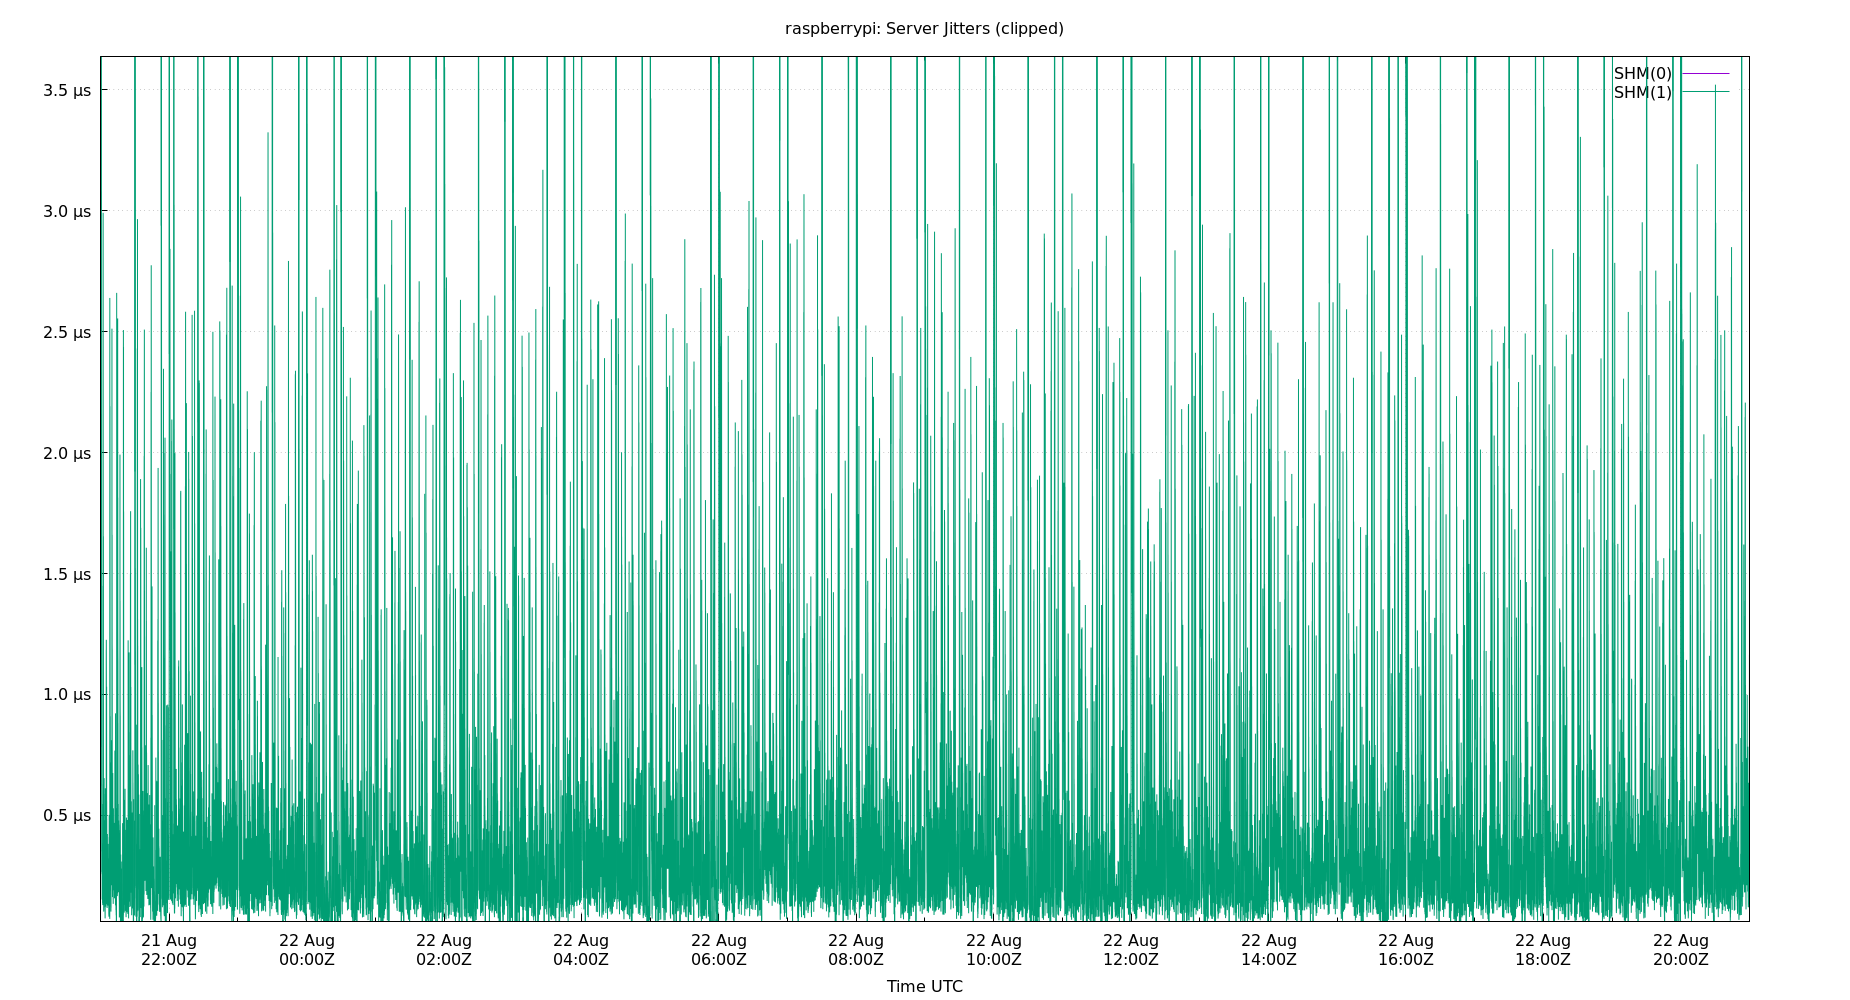 raspberrypi: Server Jitters (clipped)
SHM(0)
SHM(1)
3.5 μs
3.0 μs
2.5 μs
2.0 μs
1.5 μs
1.0 μs
0.5 μs
21 Aug 22 Aug 22 Aug 22 Aug 22 Aug 22 Aug 22 Aug 22 Aug 22 Aug 22 Aug 22 Aug 22 Aug
22:00Z 00:00Z 02:00Z 04:00Z 06:00Z 08:00Z 10:00Z 12:00Z 14:00Z 16:00Z 18:00Z 20:00Z
Time UTC